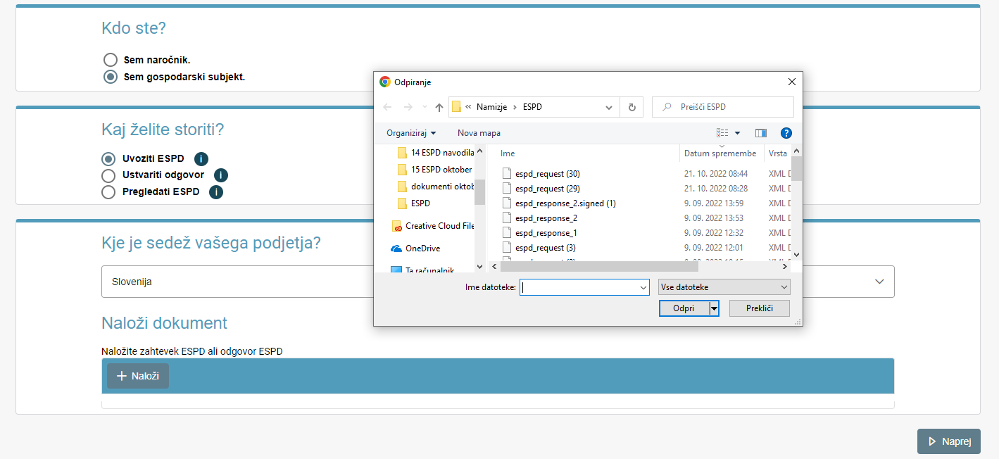 Kdo ste?
Sem naročnik.
Sem gospodarski subjekt.
Kaj želite storiti?
Uvoziti ESPD i
Ustvariti odgovor i
Pregledati ESPD i
Kje je sedež vašega podjetja?
Slovenija
Naloži dokument
Naložite zahtevek ESPD ali odgovor ESPD
+ Naloži
Naprej
Odpiranje
« Namizje › ESPD
Preišči ESPD
Organiziraj
Nova mapa
?
14 ESPD navodila
15 ESPD oktober
dokumenti oktob
ESPD
Creative Cloud File
OneDrive
Ta računalnik
Ime Datum spremembe Vrsta
espd_request (30) 21. 10. 2022 08:44 XML D
espd_request (29) 21. 10. 2022 08:28 XML D
espd_response_2.signed (1) 9. 09. 2022 13:59 XML D
espd_response_2 9. 09. 2022 13:53 XML D
espd_response_1 9. 09. 2022 12:32 XML D
espd_request (3) 9. 09. 2022 12:01 XML D
Ime datoteke:
Vse datoteke
Odpri
Prekliči